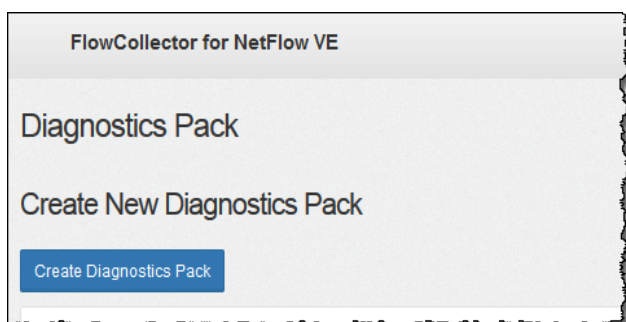 FlowCollector for NetFlow VE
Diagnostics Pack
Create New Diagnostics Pack
Create Diagnostics Pack